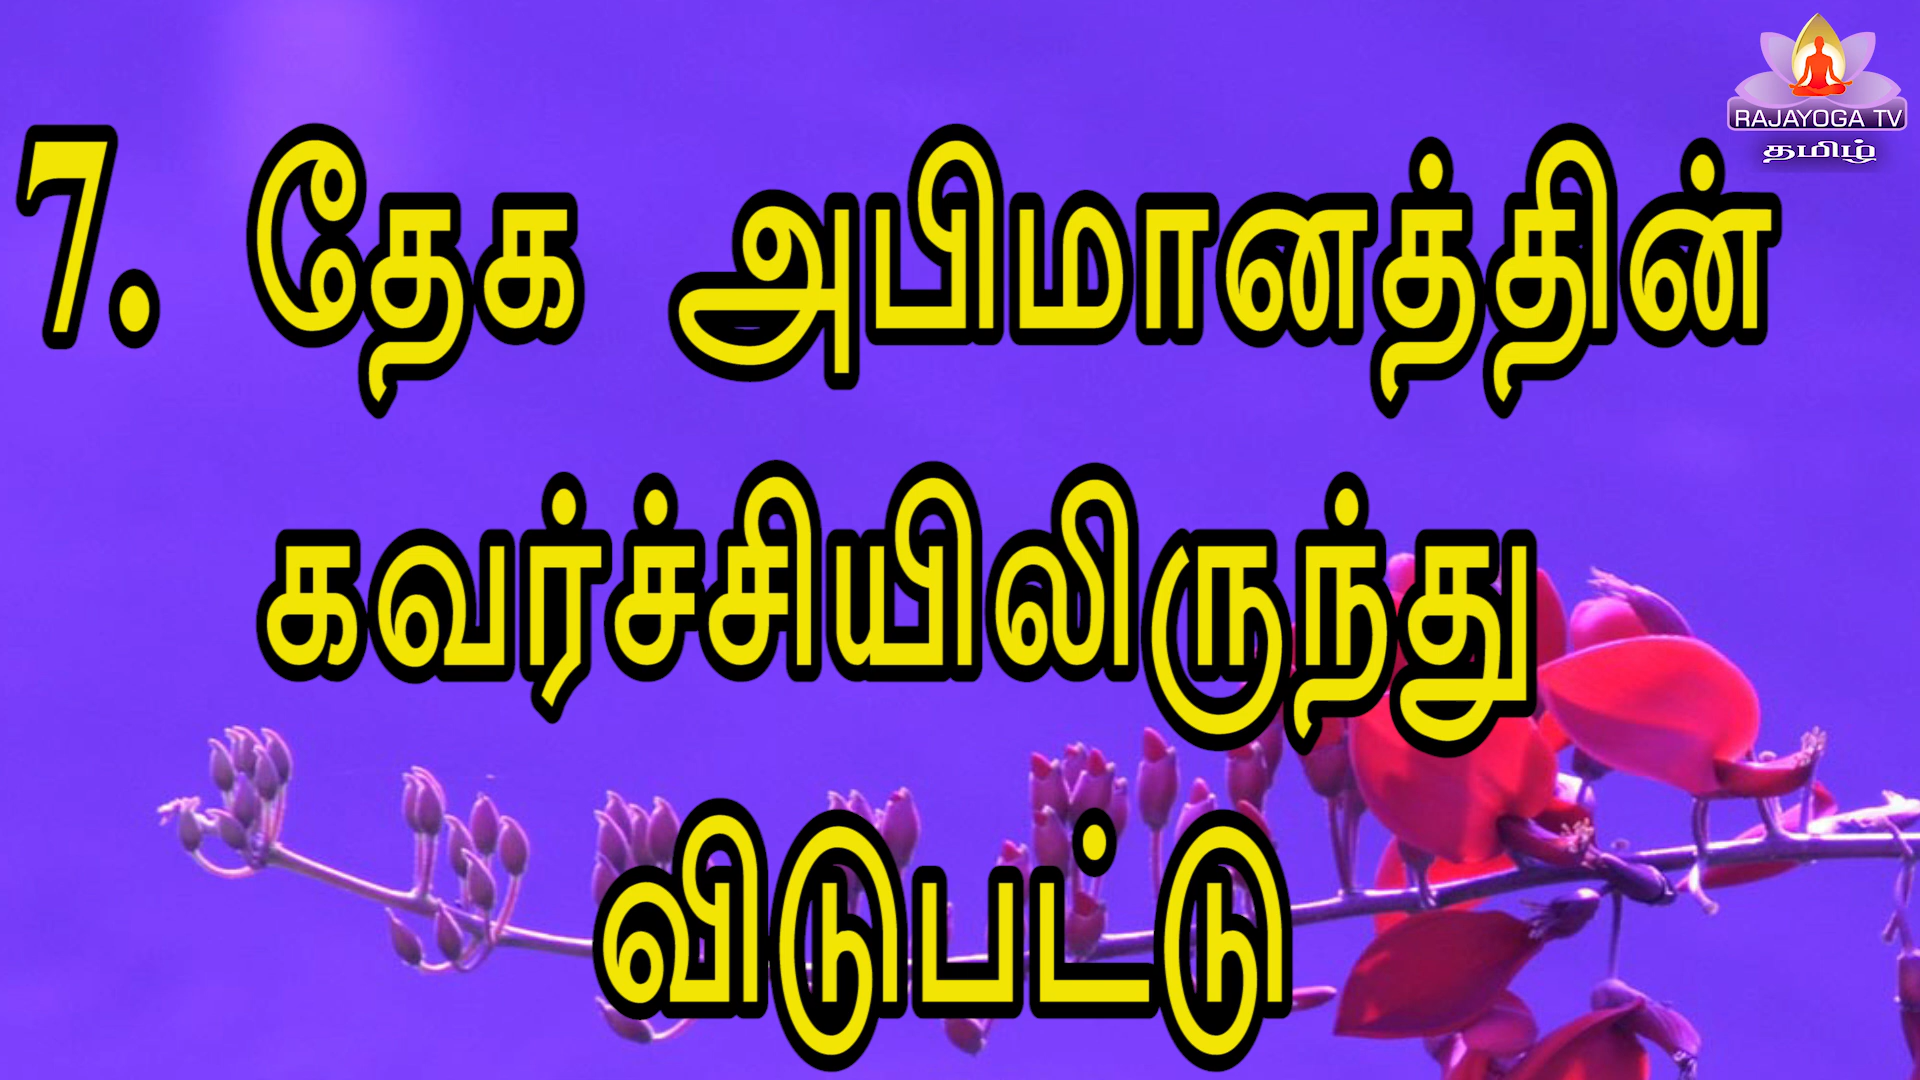 RAJAYOGA TV
தமிழ்
7. தேக அபிமானத்தின்
கவர்ச்சியிலிருந்து
விடுபட்டு